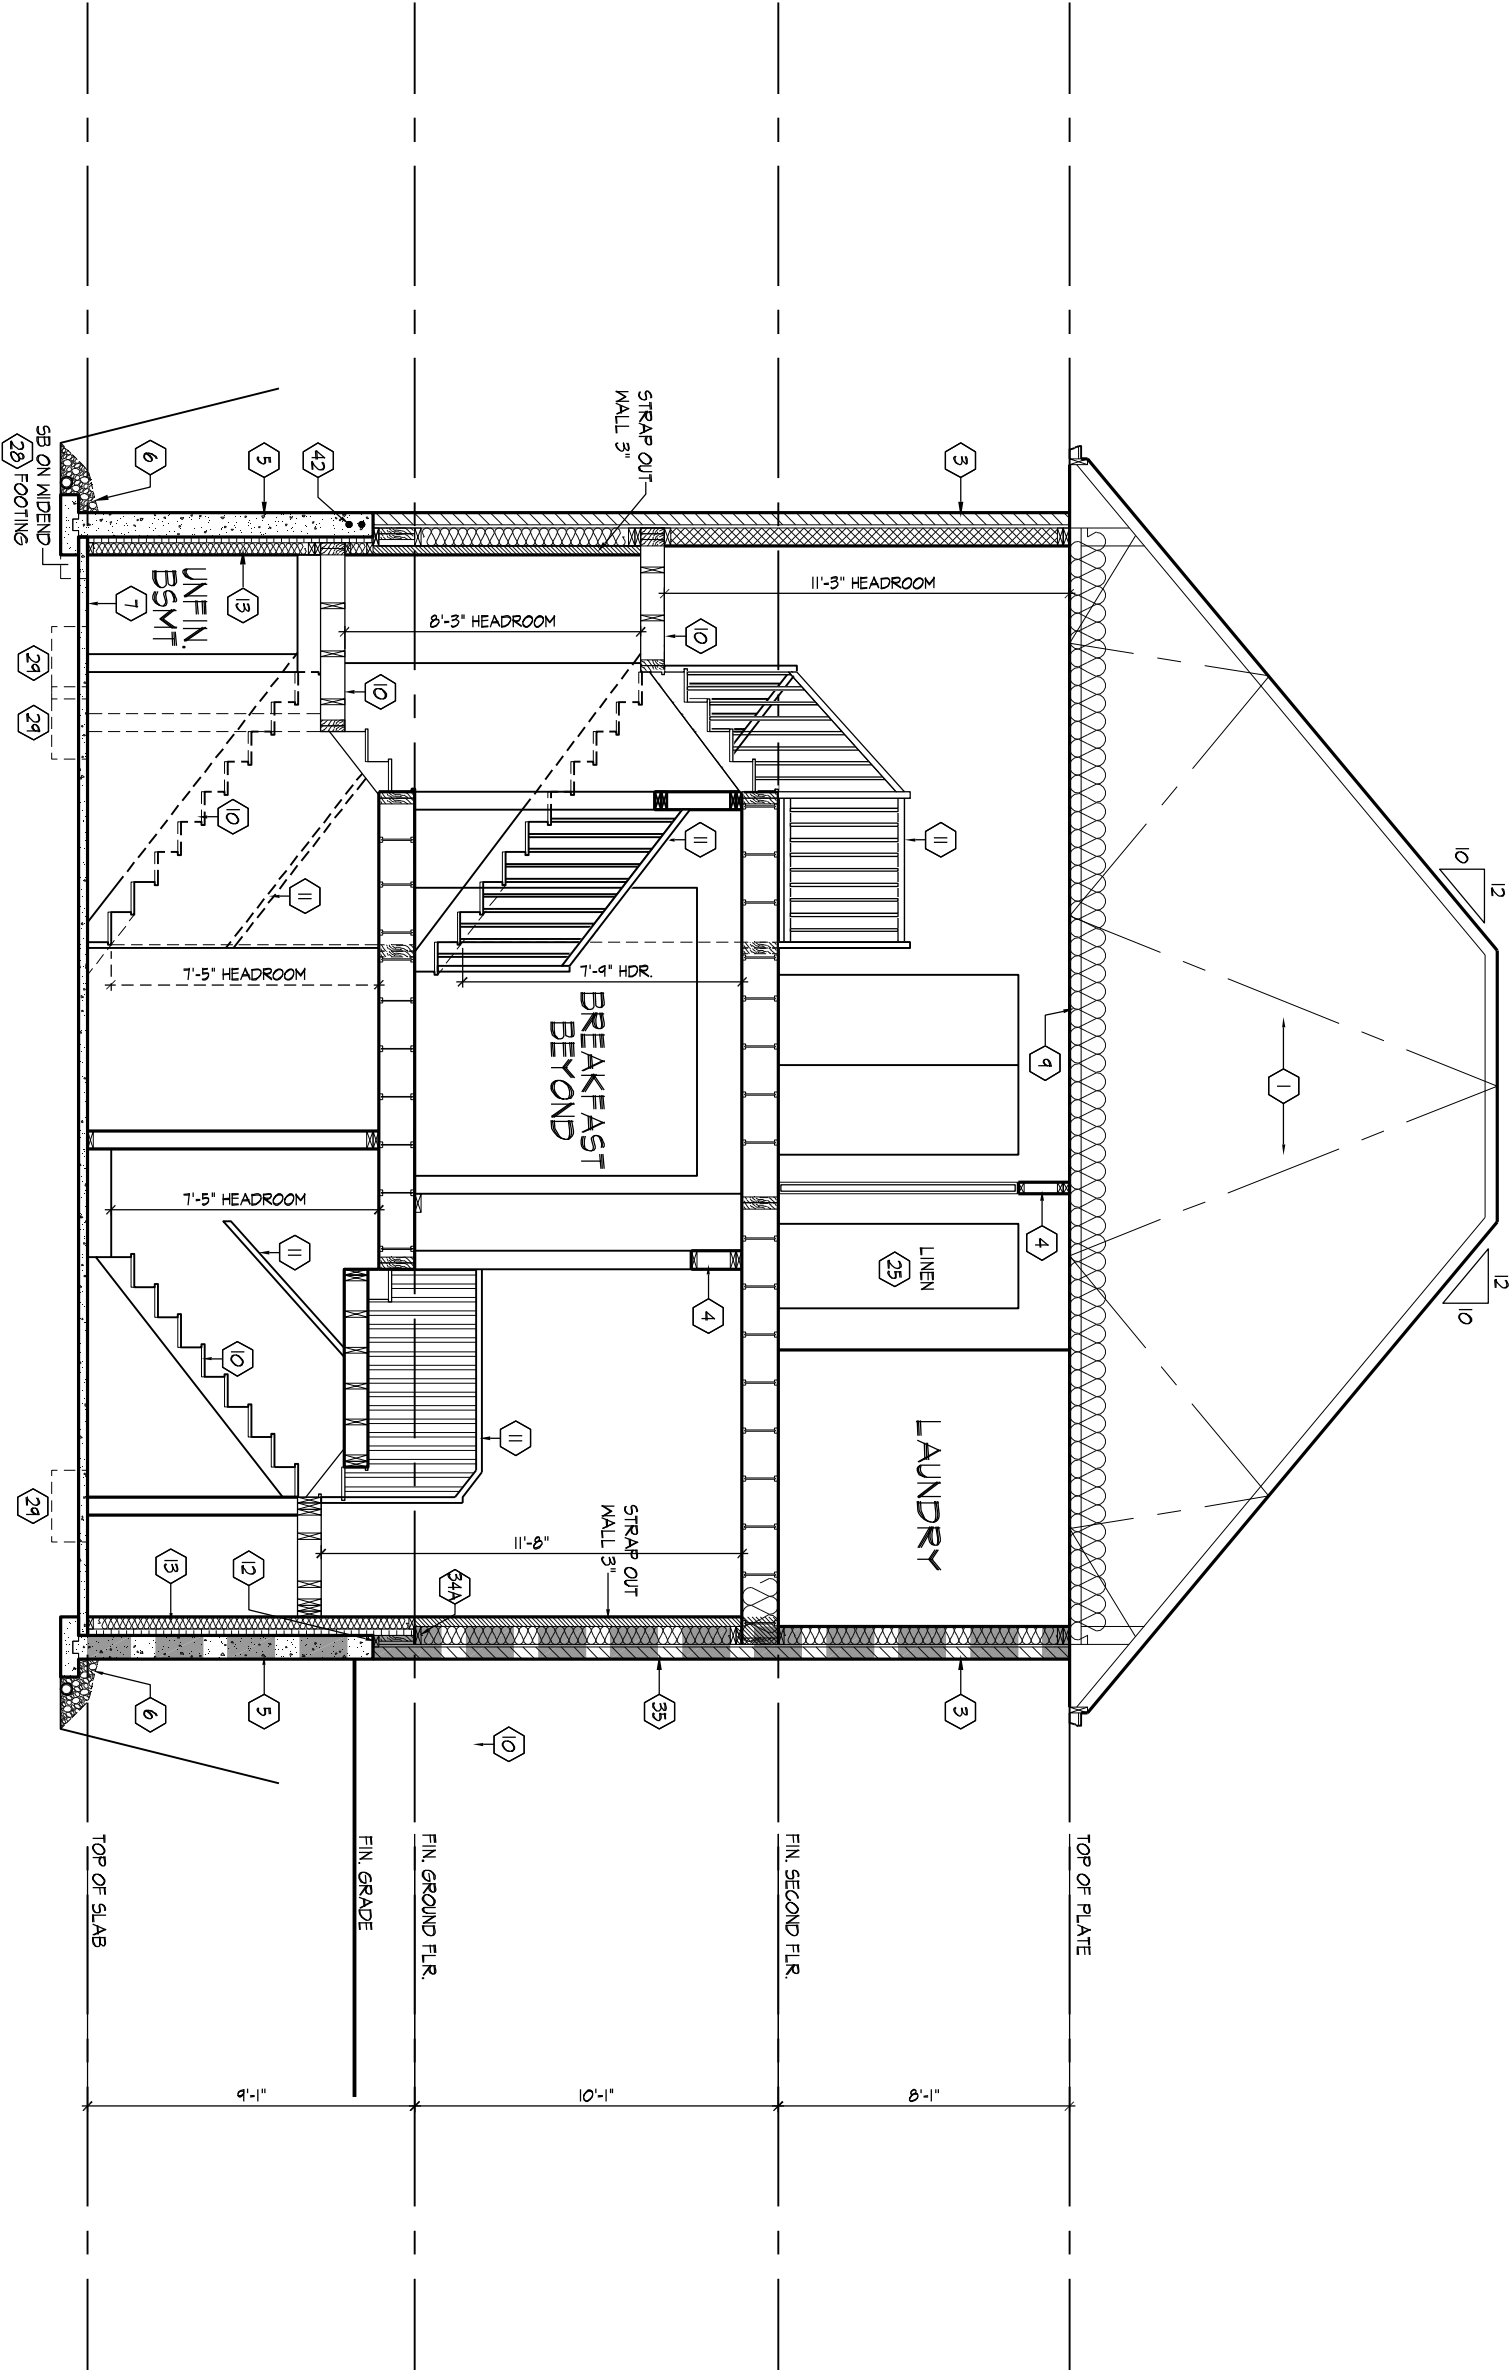 12
10
12
10
1
9
3
11'-3" HEADROOM
11
4
LINEN
25
LAUNDRY
3
TOP OF PLATE
8'-1"
FIN. SECOND FLR.
STRAP OUT
WALL 3"
10
11
7'-9" HDR.
BREAKFAST
BEYOND
4
STRAP OUT
WALL 3"
35
10
10'-1"
8'-3" HEADROOM
11
11'-8"
34A
FIN. GROUND FLR.
42
10
FIN. GRADE
5
13
UNFIN.
BSMT.
10
11
7'-5" HEADROOM
7'-5" HEADROOM
11
10
12
13
5
9'-1"
6
7
6
TOP OF SLAB
SB ON WIDEND
28 FOOTING
29
29
29